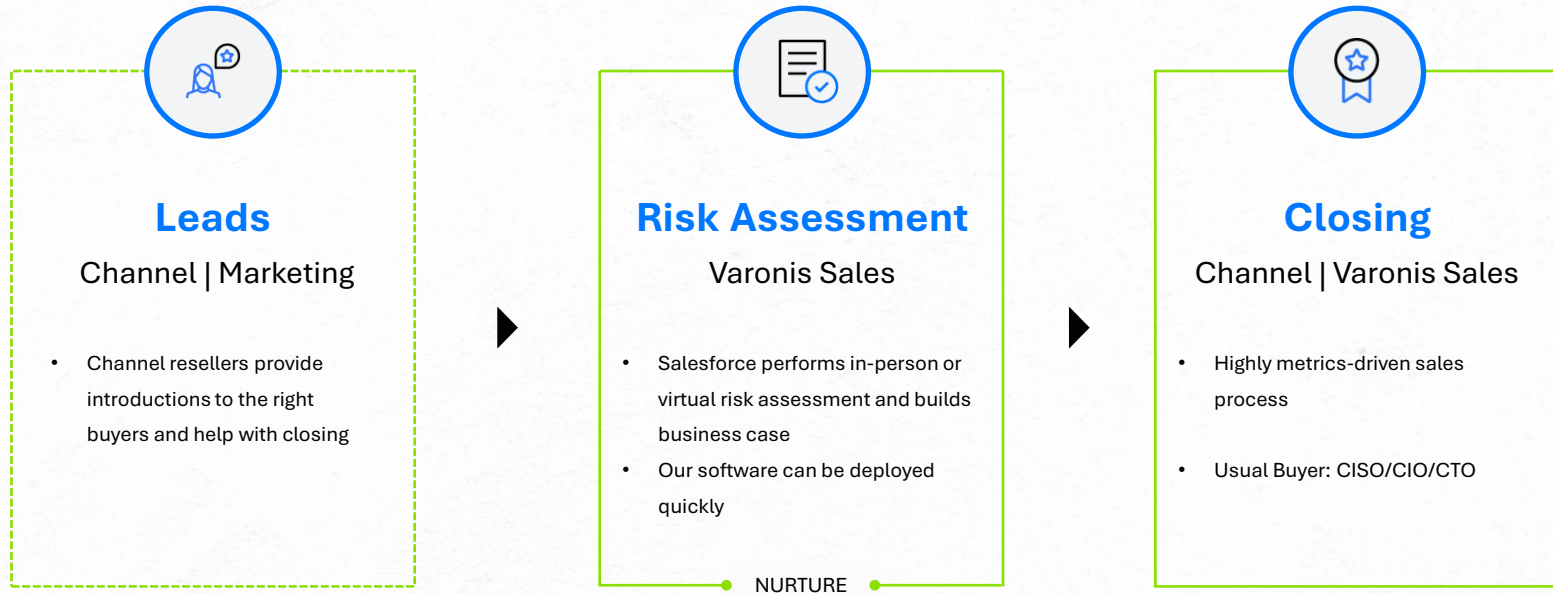 Leads
Channel | Marketing
• Channel resellers provide
introductions to the right
buyers and help with closing
Risk Assessment
Varonis Sales
• Salesforce performs in-person or
virtual risk assessment and builds
business case
• Our software can be deployed
quickly
NURTURE
Closing
Channel | Varonis Sales
• Highly metrics-driven sales
process
• Usual Buyer: CISO/CIO/CTO